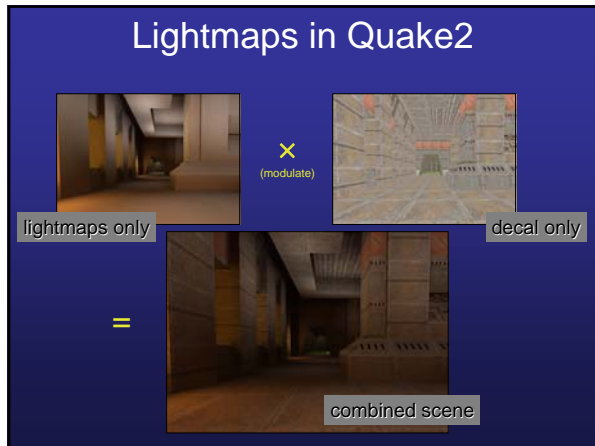 Lightmaps in Quake2
×
(modulate)
lightmaps only
decal only
=
combined scene